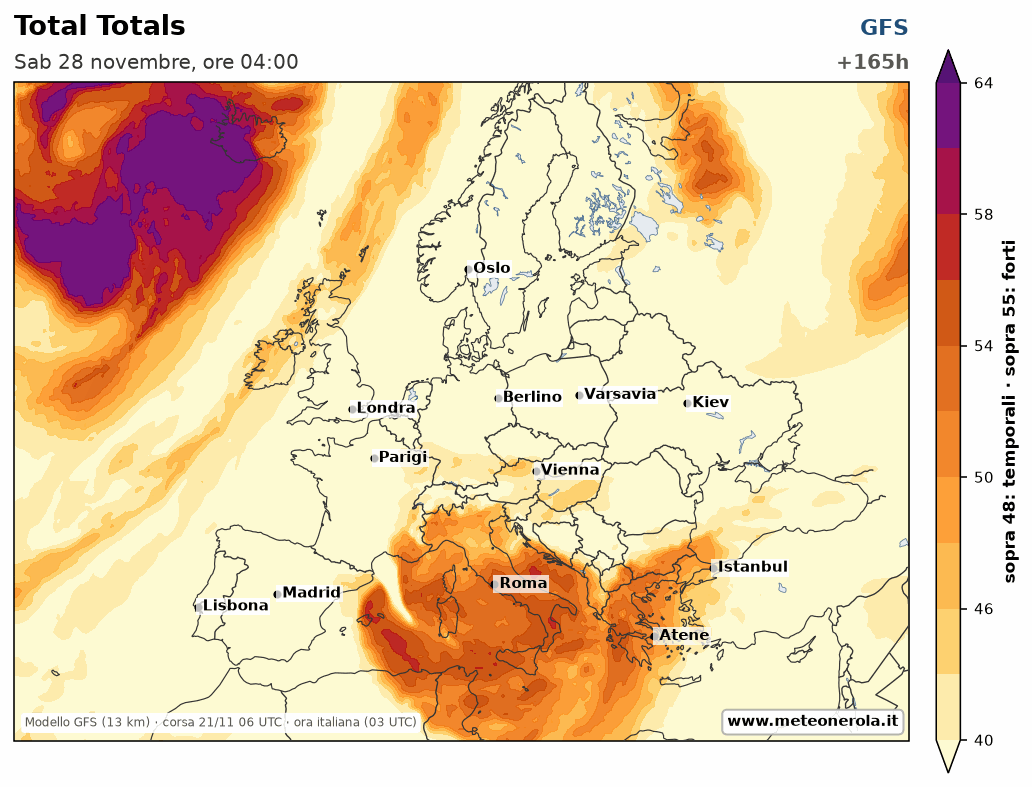 Total Totals
GFS
Sab 28 novembre, ore 04:00
+165h
64
58
54
50
46
40
sopra 48: temporali · sopra 55: forti
Oslo
Berlino
Varsavia
Kiev
Londra
Parigi
Vienna
Istanbul
Roma
Madrid
Lisbona
Atene
Modello GFS (13 km) · corsa 21/11 06 UTC · ora italiana (03 UTC)
www.meteonerola.it